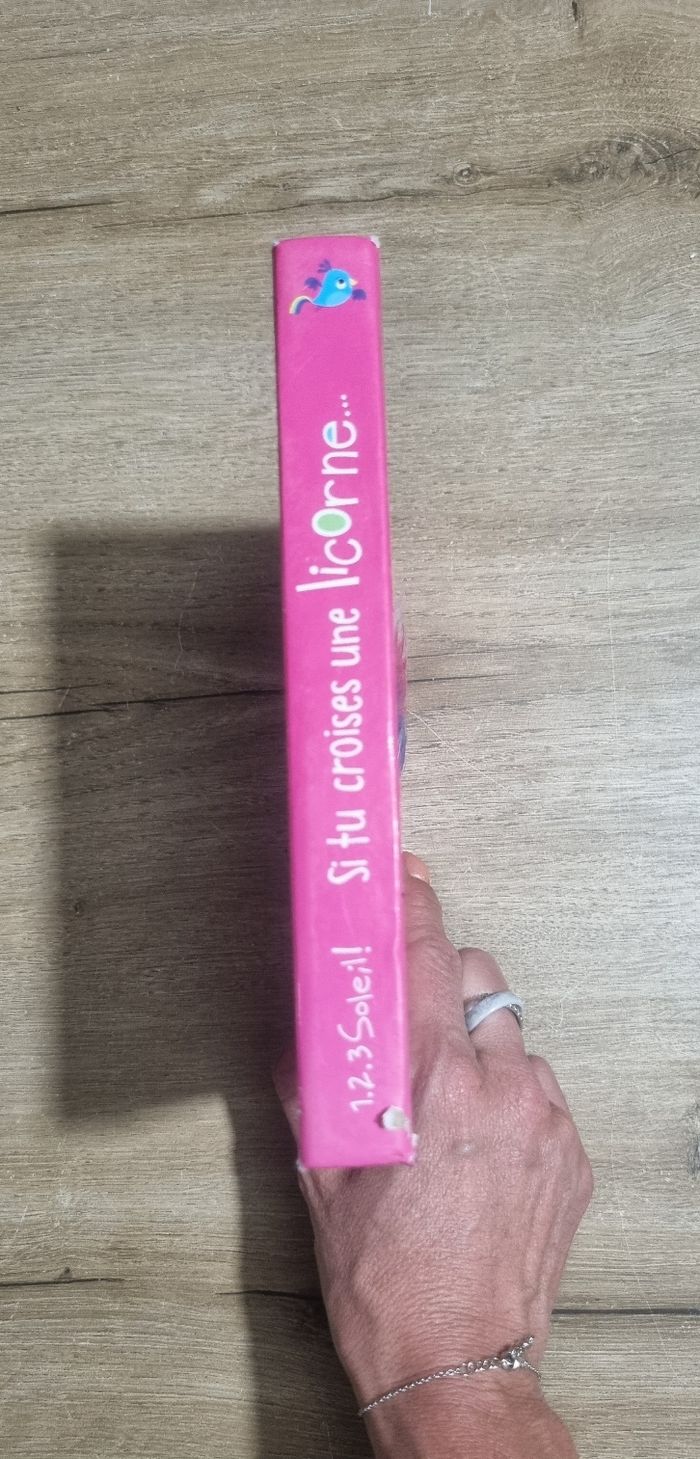 1.2.3 Soleil!
Si tu croises une licorne...